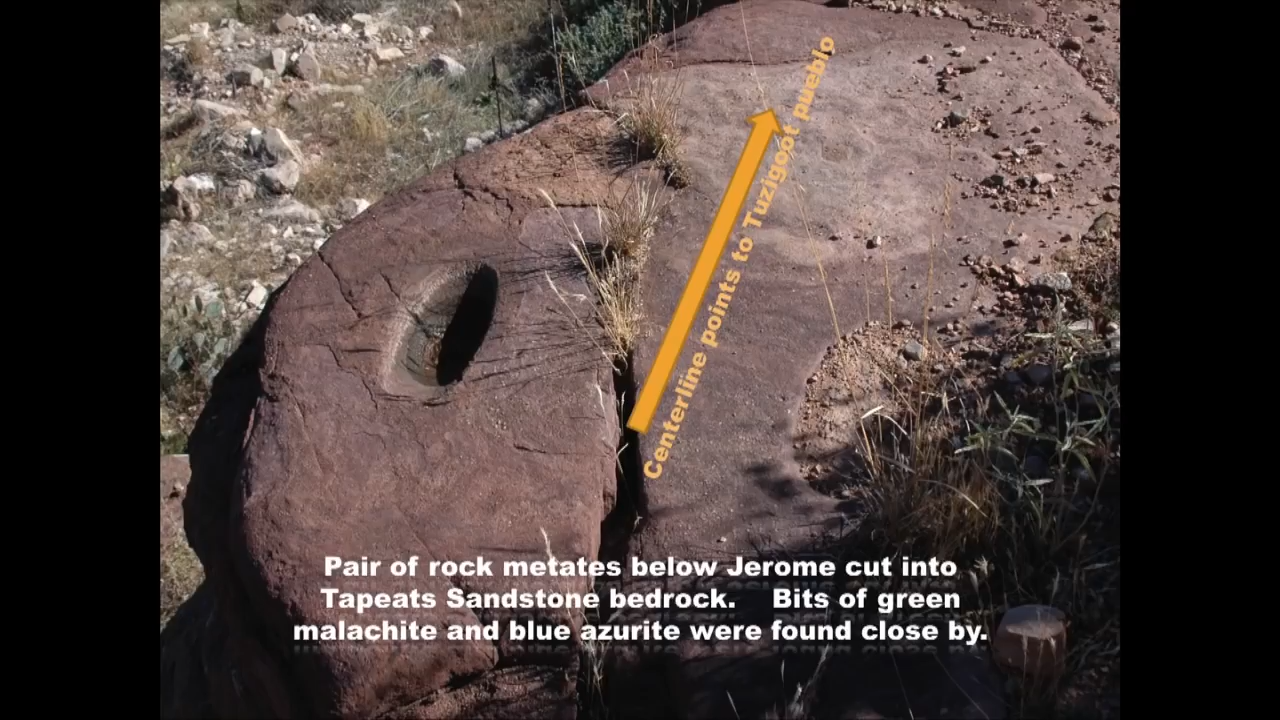 Centerline points to Tuzigoot pueblo
Pair of rock metates below Jerome cut into
Tapeats Sandstone bedrock. Bits of green
malachite and blue azurite were found close by.